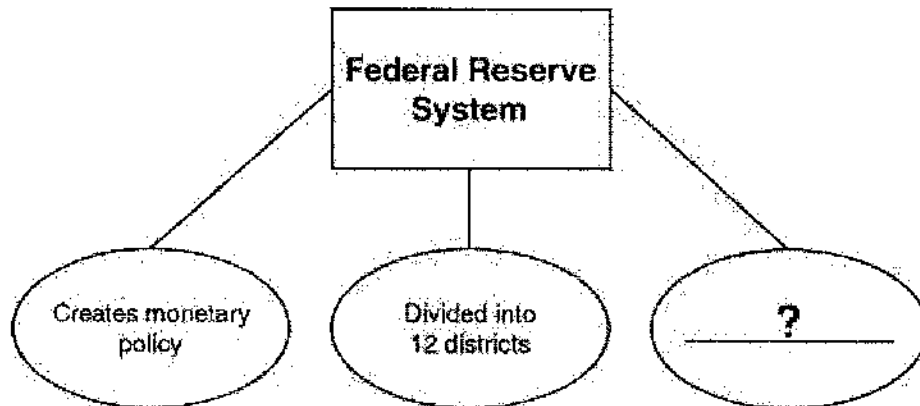 Federal Reserve
System
Creates monetary
policy
Divided into
12 districts
?